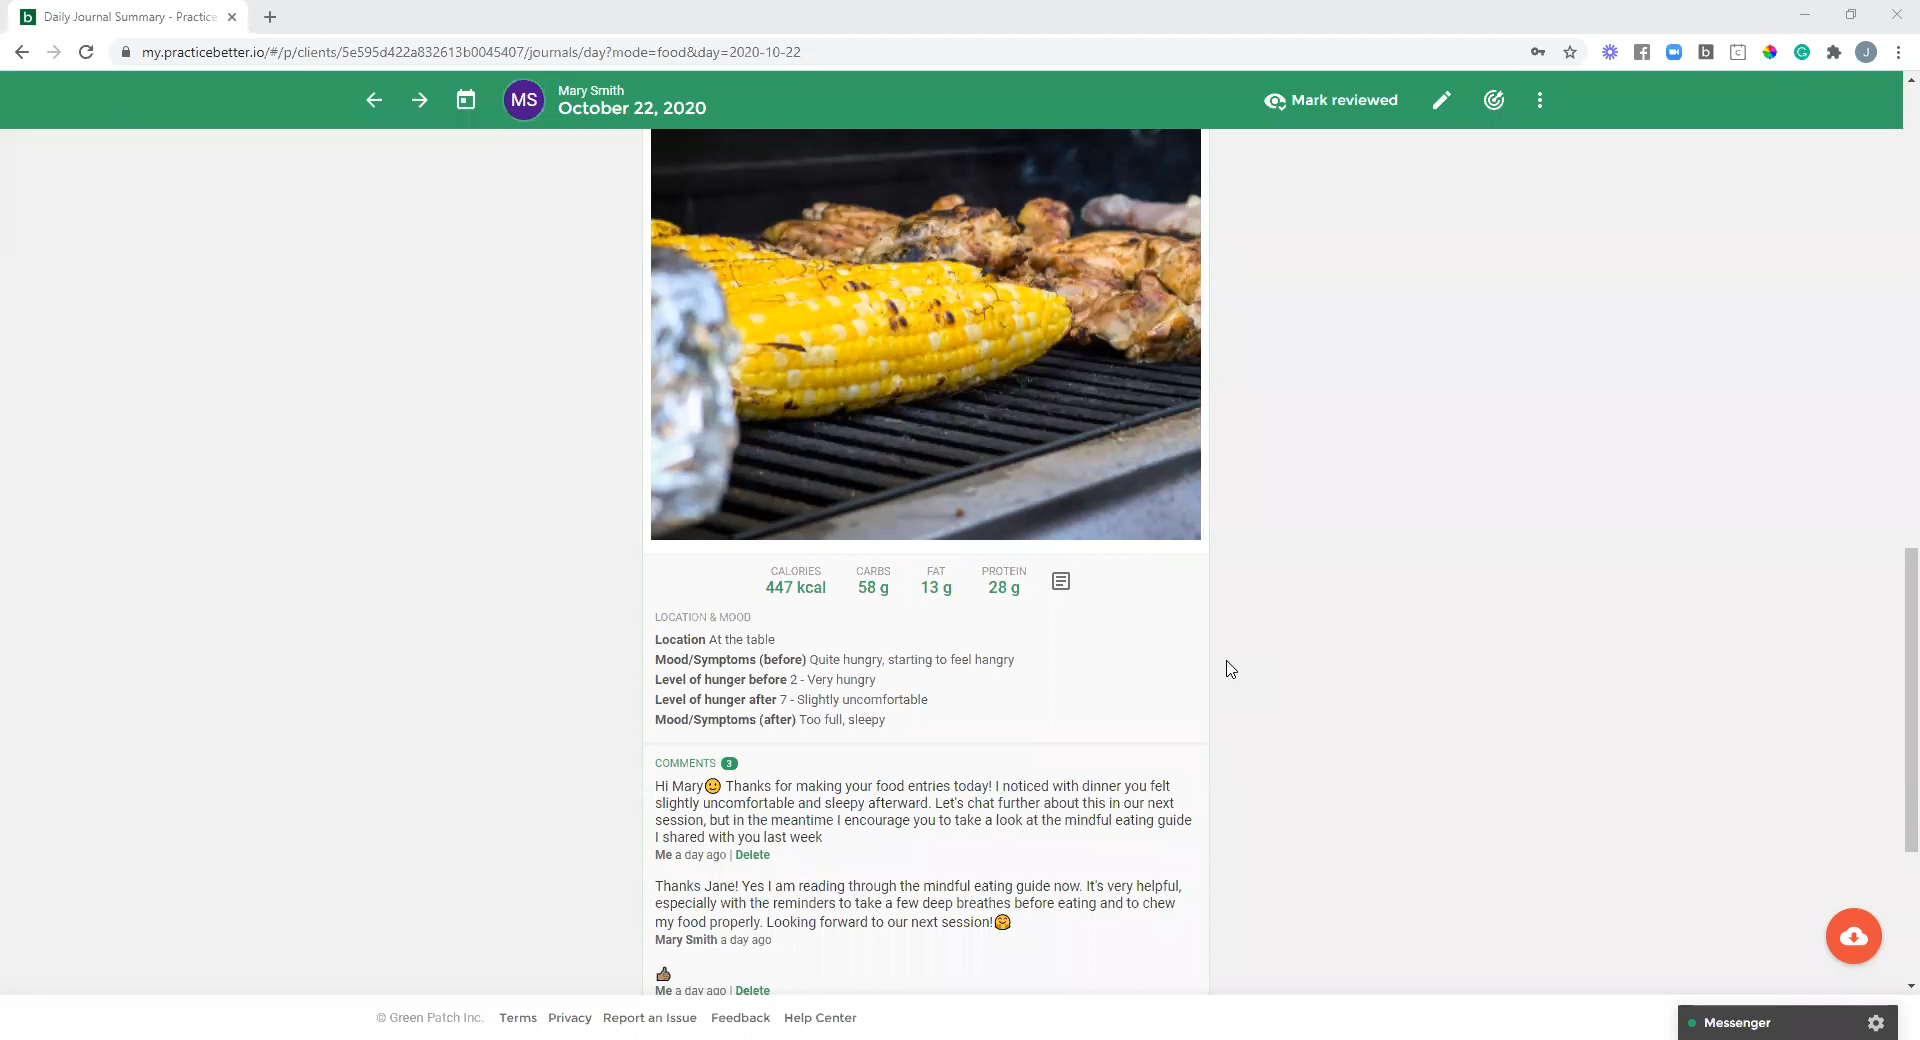 Daily Journal Summary - Practice
my.practicebetter.io/#/p/clients/5e595d422a832613b0045407/journals/day?mode=food&day=2020-10-22
MS
Mary Smith
October 22, 2020
Mark reviewed
CALORIES CARBS FAT PROTEIN
447 kcal 58 g 13 g 28 g
LOCATION & MOOD
Location At the table
Mood/Symptoms (before) Quite hungry, starting to feel hangry
Level of hunger before 2 - Very hungry
Level of hunger after 7 - Slightly uncomfortable
Mood/Symptoms (after) Too full, sleepy
COMMENTS 3
Hi Mary🙂 Thanks for making your food entries today! I noticed with dinner you felt
slightly uncomfortable and sleepy afterward. Let's chat further about this in our next
session, but in the meantime I encourage you to take a look at the mindful eating guide
I shared with you last week
Me a day ago | Delete
Thanks Jane! Yes I am reading through the mindful eating guide now. It's very helpful,
especially with the reminders to take a few deep breathes before eating and to chew
my food properly. Looking forward to our next session!🤗
Mary Smith a day ago
👍🏽
Me a day ago | Delete
© Green Patch Inc. Terms Privacy Report an Issue Feedback Help Center
Messenger